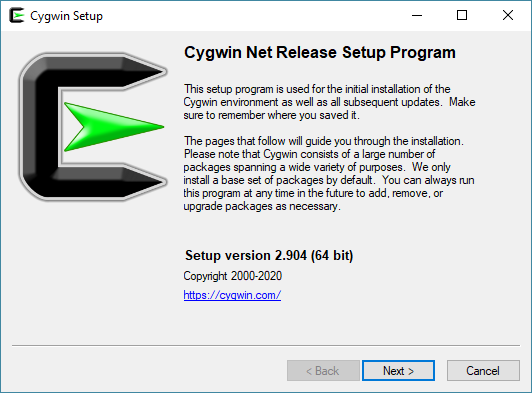 Cygwin Setup
Cygwin Net Release Setup Program
This setup program is used for the initial installation of the
Cygwin environment as well as all subsequent updates.  Make
sure to remember where you saved it.
The pages that follow will guide you through the installation.
Please note that Cygwin consists of a large number of
packages spanning a wide variety of purposes.  We only
install a base set of packages by default.  You can always run
this program at any time in the future to add, remove, or
upgrade packages as necessary.
Setup version 2.904 (64 bit)
Copyright 2000-2020
https://cygwin.com/
< Back
Next >
Cancel